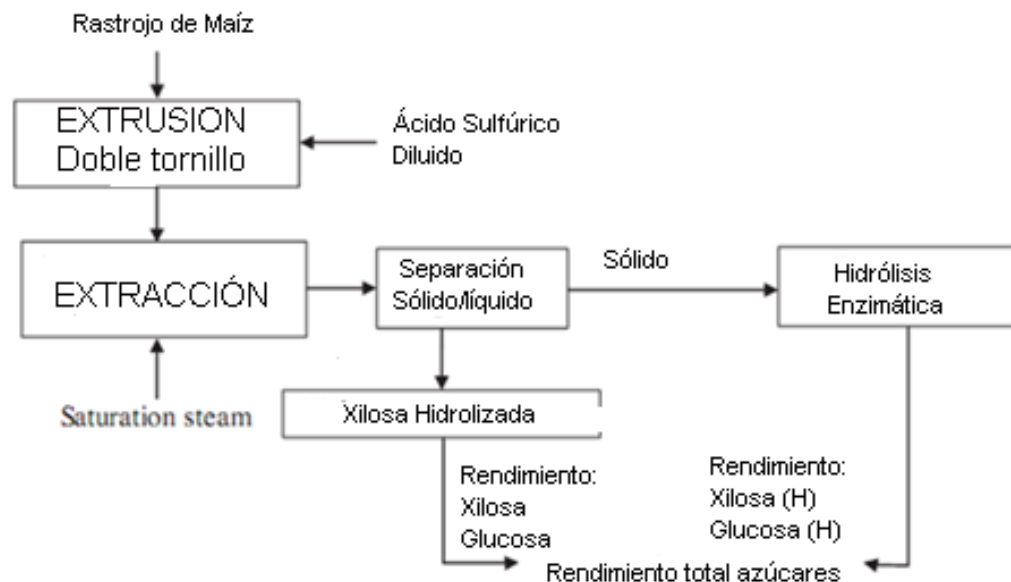 Rastrojo de Maíz
EXTRUSION
Doble tornillo
Ácido Sulfúrico
Diluido
EXTRACCIÓN
Separación
Sólido/líquido
Sólido
Hidrólisis
Enzimática
Saturation steam
Xilosa Hidrolizada
Rendimiento:
Xilosa
Glucosa
Rendimiento:
Xilosa (H)
Glucosa (H)
Rendimiento total azúcares